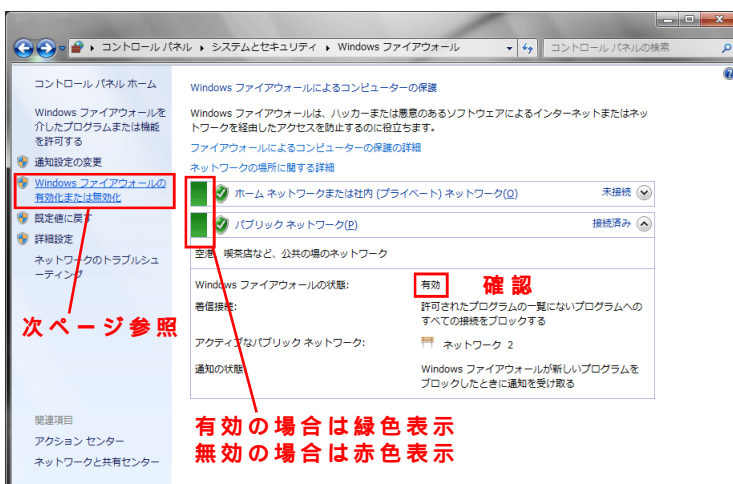 コントロール パネル ▸ システムとセキュリティ ▸ Windows ファイアウォール
コントロール パネルの検索
コントロール パネル ホーム
Windows ファイアウォールを
介したプログラムまたは機能
を許可する
通知設定の変更
Windows ファイアウォールの
有効化または無効化
既定値に戻す
詳細設定
ネットワークのトラブルシュ
ーティング
次ページ参照
関連項目
アクション センター
ネットワークと共有センター
Windows ファイアウォールによるコンピューターの保護
Windows ファイアウォールは、ハッカーまたは悪意のあるソフトウェアによるインターネットまたはネッ
トワークを経由したアクセスを防止するのに役立ちます。
ファイアウォールによるコンピューターの保護の詳細
ネットワークの場所に関する詳細
ホーム ネットワークまたは社内 (プライベート) ネットワーク(O) 未接続
パブリック ネットワーク(P) 接続済み
空港、喫茶店など、公共の場のネットワーク
Windows ファイアウォールの状態: 有効 確認
着信接続: 許可されたプログラムの一覧にないプログラムへの
すべての接続をブロックする
アクティブなパブリック ネットワーク: ネットワーク 2
通知の状態 Windows ファイアウォールが新しいプログラムを
ブロックしたときに通知を受け取る
有効の場合は緑色表示
無効の場合は赤色表示